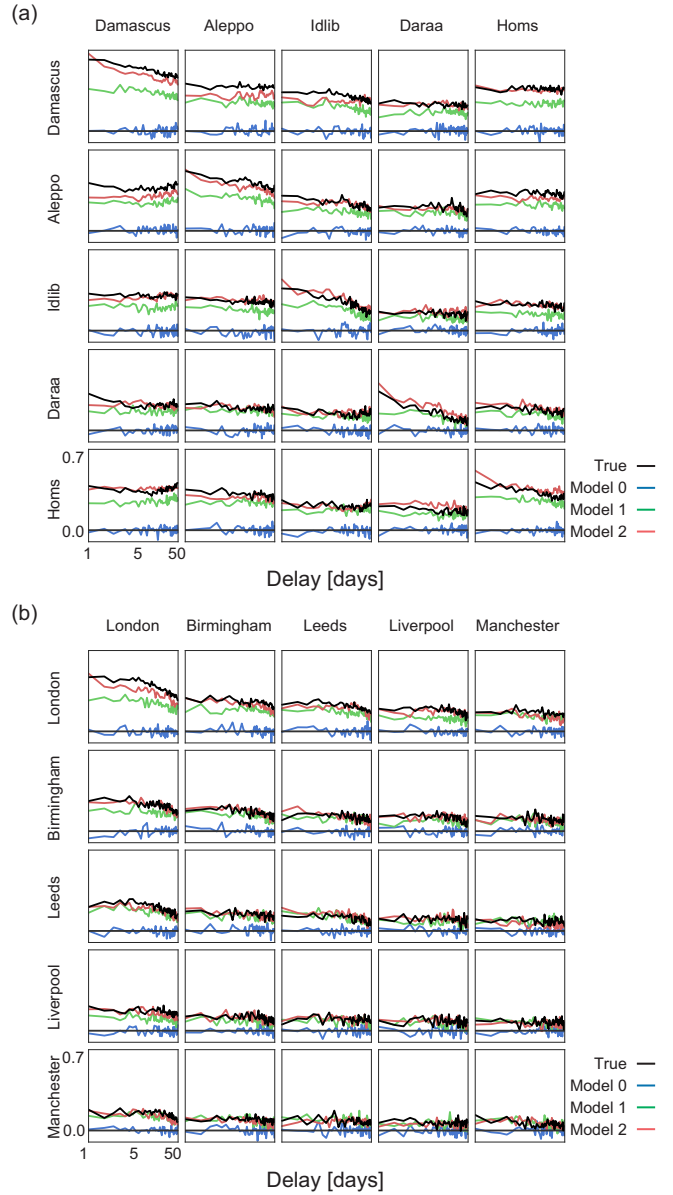 (a)
Damascus Aleppo Idlib Daraa Homs
Damascus
Aleppo
Idlib
Daraa
Homs
0.7
0.0
1 5 50
True
Model 0
Model 1
Model 2
Delay [days]
(b)
London Birmingham Leeds Liverpool Manchester
London
Birmingham
Leeds
Liverpool
Manchester
0.7
0.0
1 5 50
True
Model 0
Model 1
Model 2
Delay [days]